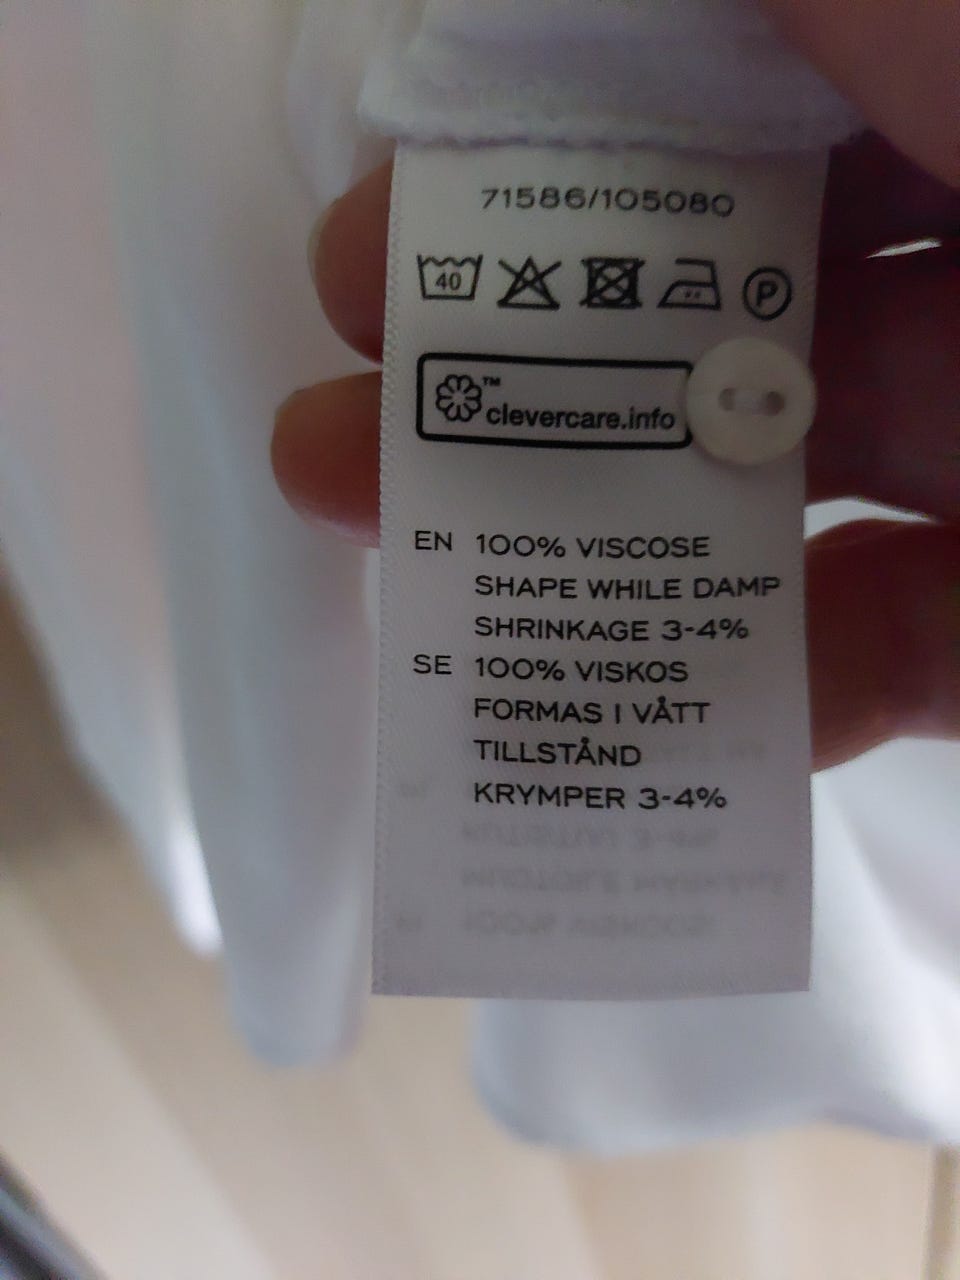 71586/105080
40 P
™
clevercare.info
EN 100% VISCOSE
SHAPE WHILE DAMP
SHRINKAGE 3-4%
SE 100% VISKOS
FORMAS I VÅTT
TILLSTÅND
KRYMPER 3-4%